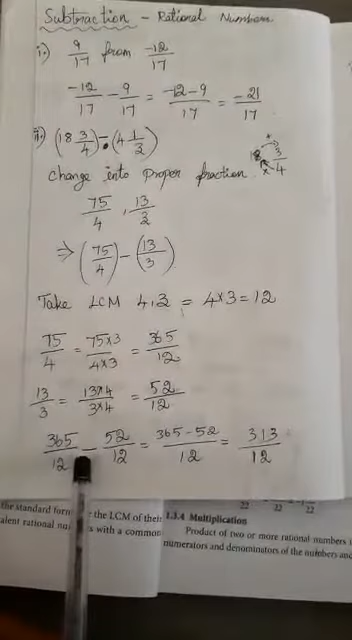 Subtraction - Rational Numbers
i.) 9/17 from -12/17
-12/17 - 9/17 = -12-9/17 = -21/17
ii) (18 3/4) - (4 1/3)
Change into Proper fraction.
18 3/4
75/4, 13/3
⇒ (75/4) - (13/3)
Take LCM 4,3 = 4×3 = 12
75/4 = 75×3/4×3 = 365/12
13/3 = 13×4/3×4 = 52/12
365/12 - 52/12 = 365-52/12 = 313/12
22 22
the standard form the LCM of their
1.3.4 Multiplication
with a common
Product of two or more rational numbers
numerators and denominators of the numbers and